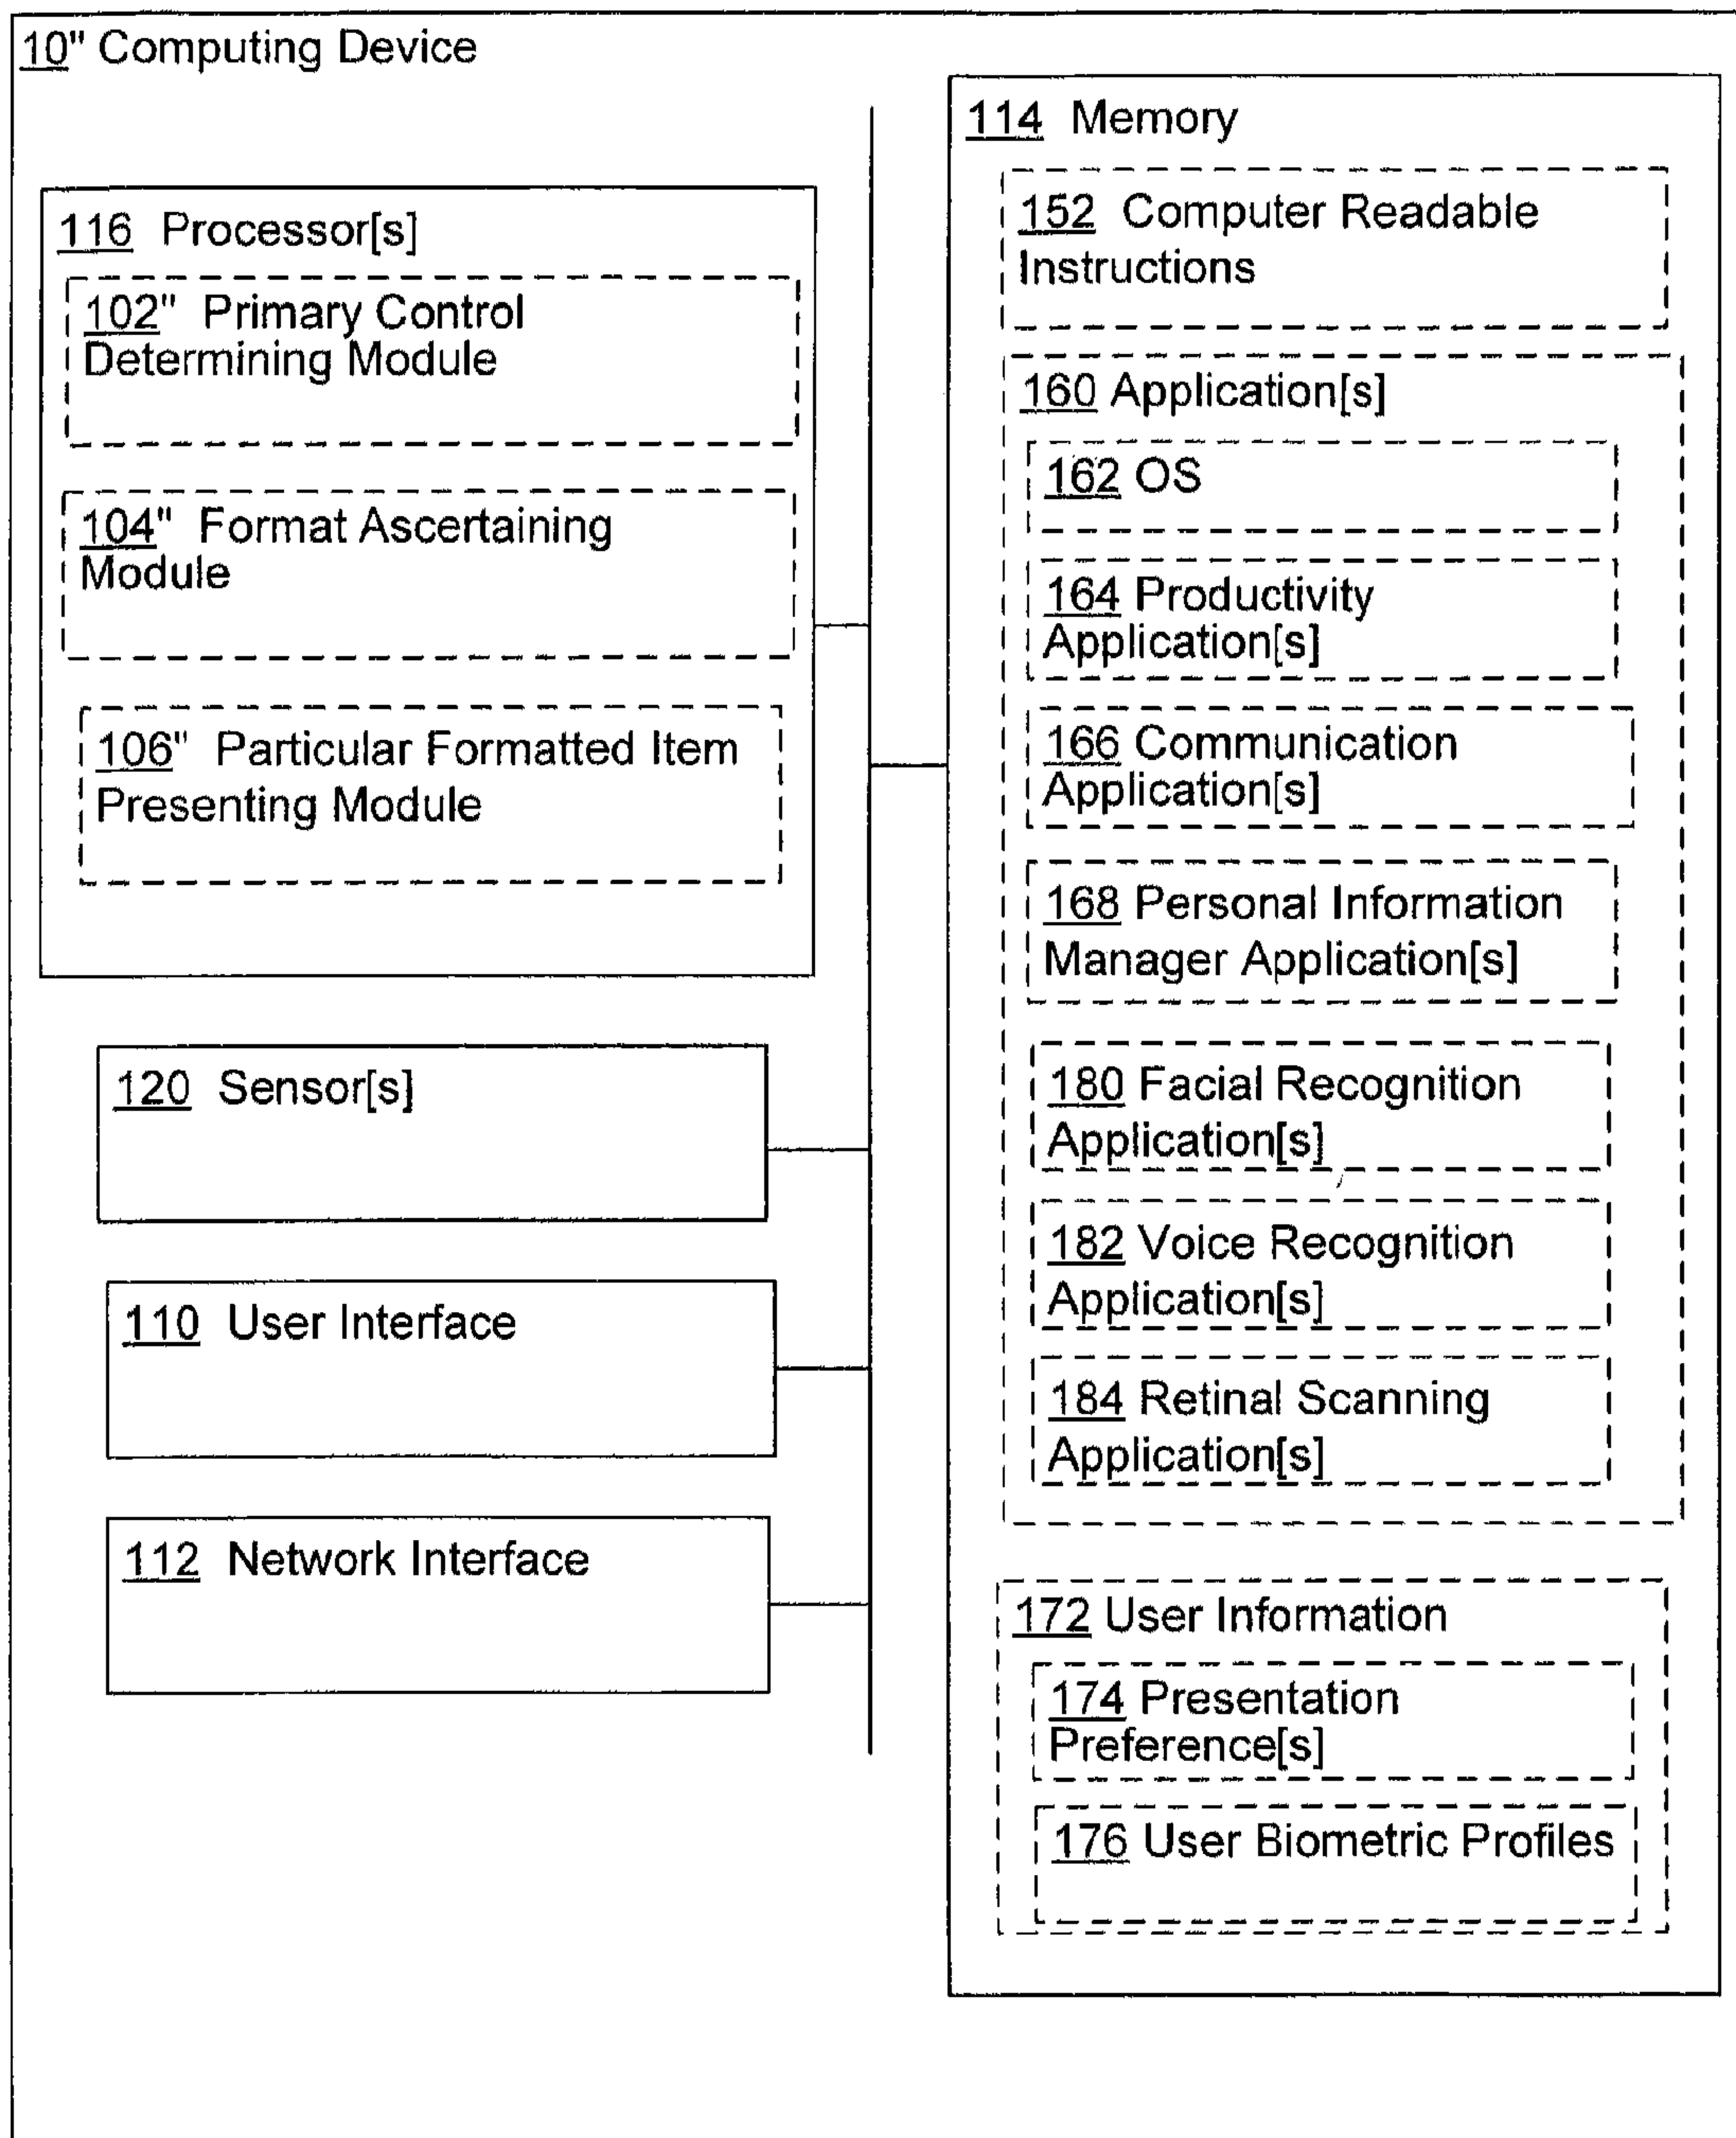 10" Computing Device
116 Processor[s]
102" Primary Control
Determining Module
104" Format Ascertaining
Module
106" Particular Formatted Item
Presenting Module
120 Sensor[s]
110 User Interface
112 Network Interface
114 Memory
152 Computer Readable
Instructions
160 Application[s]
162 OS
164 Productivity
Application[s]
166 Communication
Application[s]
168 Personal Information
Manager Application[s]
180 Facial Recognition
Application[s]
182 Voice Recognition
Application[s]
184 Retinal Scanning
Application[s]
172 User Information
174 Presentation
Preference[s]
176 User Biometric Profiles